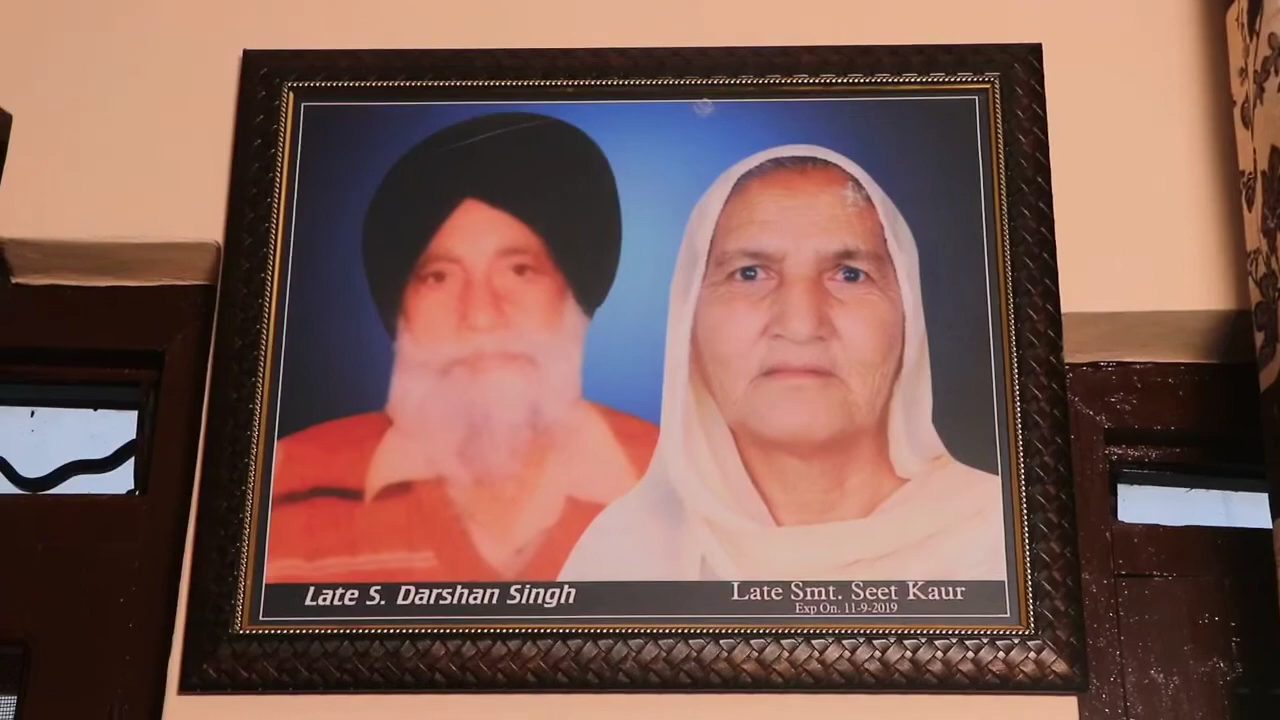 Late S. Darshan Singh
Late Smt. Seet Kaur
Exp On. 11-9-2019